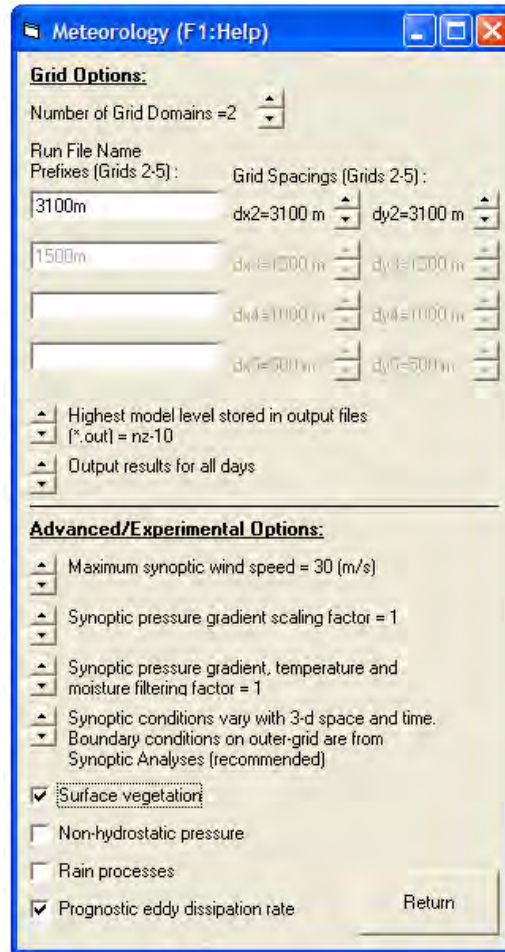 Meteorology (F1:Help)
Grid Options:
Number of Grid Domains =2
Run File Name
Prefixes (Grids 2-5) :
Grid Spacings (Grids 2-5) :
3100m
dx2=3100 m
dy2=3100 m
1500m
dx3=1500 m
dy3=1500 m
dx4=1000 m
dy4=1000 m
dx5=500 m
dy5=500 m
Highest model level stored in output files
(*.out) = nz-10
Output results for all days
Advanced/Experimental Options:
Maximum synoptic wind speed = 30 (m/s)
Synoptic pressure gradient scaling factor = 1
Synoptic pressure gradient, temperature and
moisture filtering factor = 1
Synoptic conditions vary with 3-d space and time.
Boundary conditions on outer-grid are from
Synoptic Analyses (recommended)
Surface vegetation
Non-hydrostatic pressure
Rain processes
Prognostic eddy dissipation rate
Return